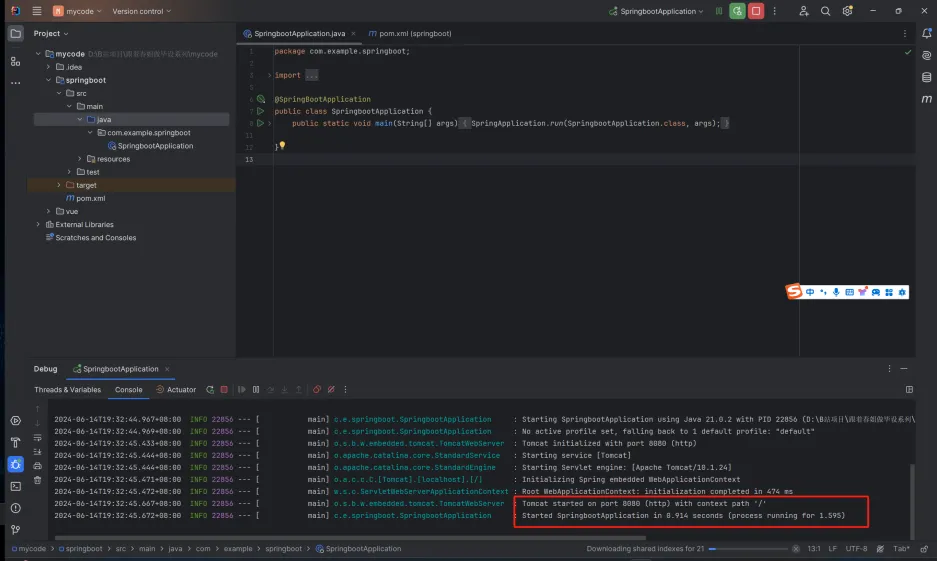 mycode
Version control
SpringbootApplication
Project
SpringbootApplication.java
pom.xml (springboot)
mycode D:\B站项目\跟着吞如做毕设系列\mycode
.idea
springboot
src
main
java
com.example.springboot
SpringbootApplication
resources
test
target
pom.xml
vue
External Libraries
Scratches and Consoles
1 package com.example.springboot;
2
3 import ...
5
6 @SpringBootApplication
7 public class SpringbootApplication {
8 public static void main(String[] args) { SpringApplication.run(SpringbootApplication.class, args); }
11
12 }
13
中
Debug
SpringbootApplication
Threads & Variables
Console
Actuator
2024-06-14T19:32:44.967+08:00 INFO 22856 --- [ main] c.e.springboot.SpringbootApplication : Starting SpringbootApplication using Java 21.0.2 with PID 22856 (D:\B站项目\
2024-06-14T19:32:44.969+08:00 INFO 22856 --- [ main] c.e.springboot.SpringbootApplication : No active profile set, falling back to 1 default profile: "default"
2024-06-14T19:32:45.433+08:00 INFO 22856 --- [ main] o.s.b.w.embedded.tomcat.TomcatWebServer : Tomcat initialized with port 8080 (http)
2024-06-14T19:32:45.444+08:00 INFO 22856 --- [ main] o.apache.catalina.core.StandardService : Starting service [Tomcat]
2024-06-14T19:32:45.444+08:00 INFO 22856 --- [ main] o.apache.catalina.core.StandardEngine : Starting Servlet engine: [Apache Tomcat/10.1.24]
2024-06-14T19:32:45.471+08:00 INFO 22856 --- [ main] o.a.c.c.C.[Tomcat].[localhost].[/] : Initializing Spring embedded WebApplicationContext
2024-06-14T19:32:45.472+08:00 INFO 22856 --- [ main] w.s.c.ServletWebServerApplicationContext : Root WebApplicationContext: initialization completed in 474 ms
2024-06-14T19:32:45.667+08:00 INFO 22856 --- [ main] o.s.b.w.embedded.tomcat.TomcatWebServer : Tomcat started on port 8080 (http) with context path '/'
2024-06-14T19:32:45.672+08:00 INFO 22856 --- [ main] c.e.springboot.SpringbootApplication : Started SpringbootApplication in 0.914 seconds (process running for 1.595)
mycode > springboot > src > main > java > com > example > springboot > SpringbootApplication
Downloading shared indexes for 21
13:1 LF UTF-8 Tab*